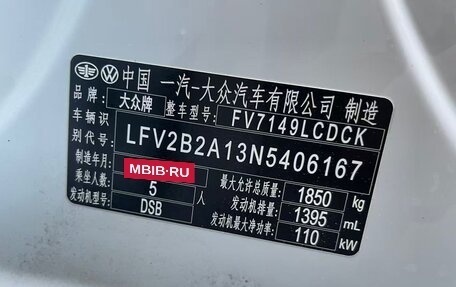 中国 一汽-大众汽车有限公司 制造
品牌: 大众牌 整车型号: FV7149LCDCK
车辆识别代号: LFV2B2A13N5406167
制造年月: MBIB.RU 最大允许总质量: 1850 kg
乘坐人数: 5 人 发动机排量: 1395 mL
发动机型号: DSB 发动机最大净功率: 110 kW